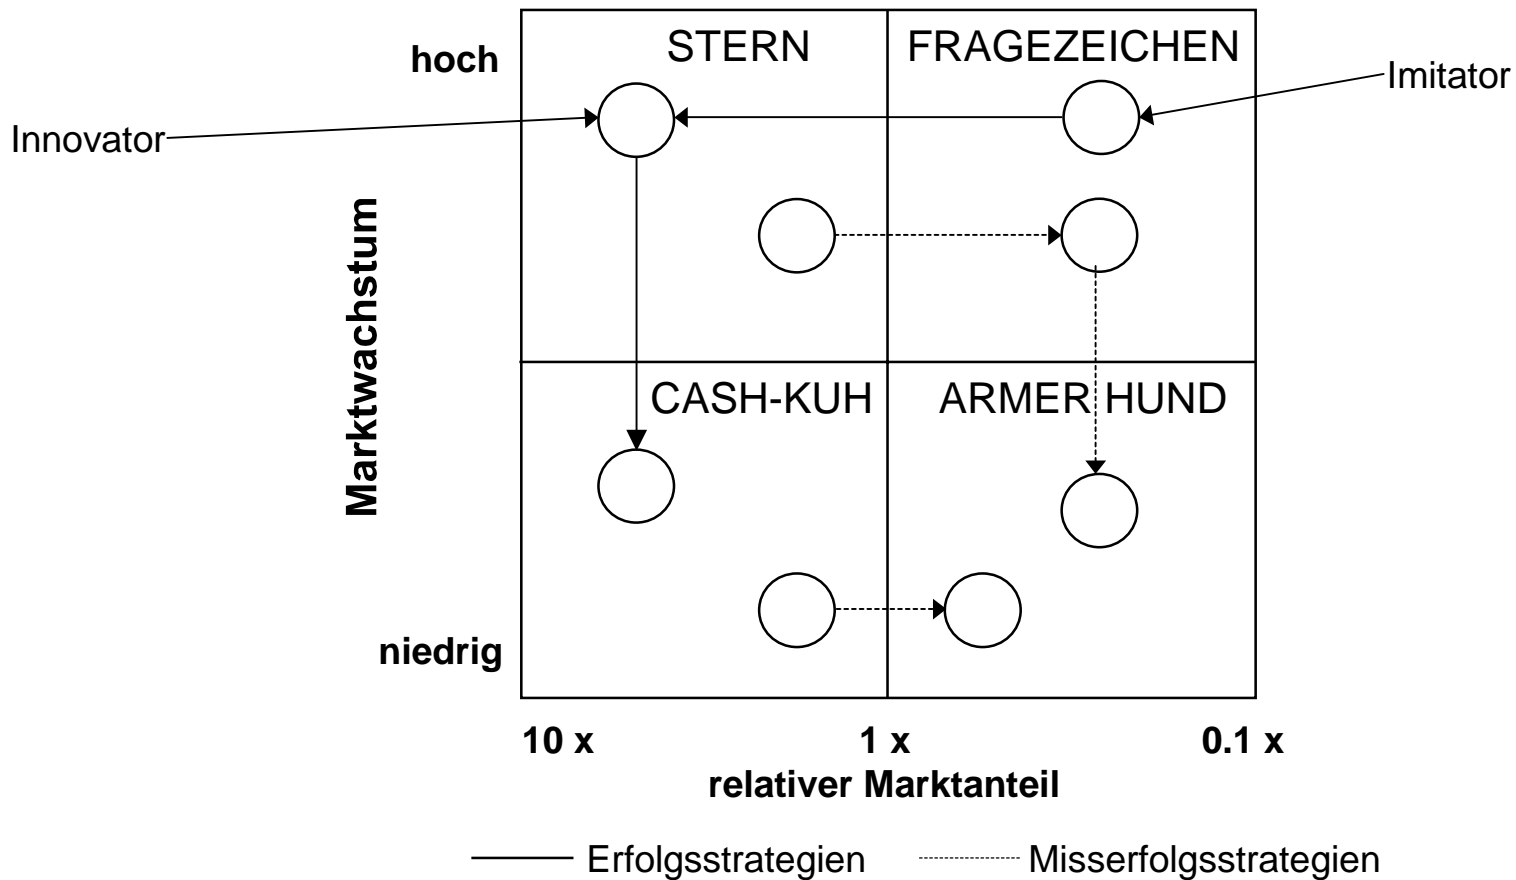 STERN
FRAGEZEICHEN
hoch
Imitator
Innovator
Marktwachstum
CASH-KUH
ARMER HUND
niedrig
10 x
1 x
0.1 x
relativer Marktanteil
Erfolgsstrategien
Misserfolgsstrategien